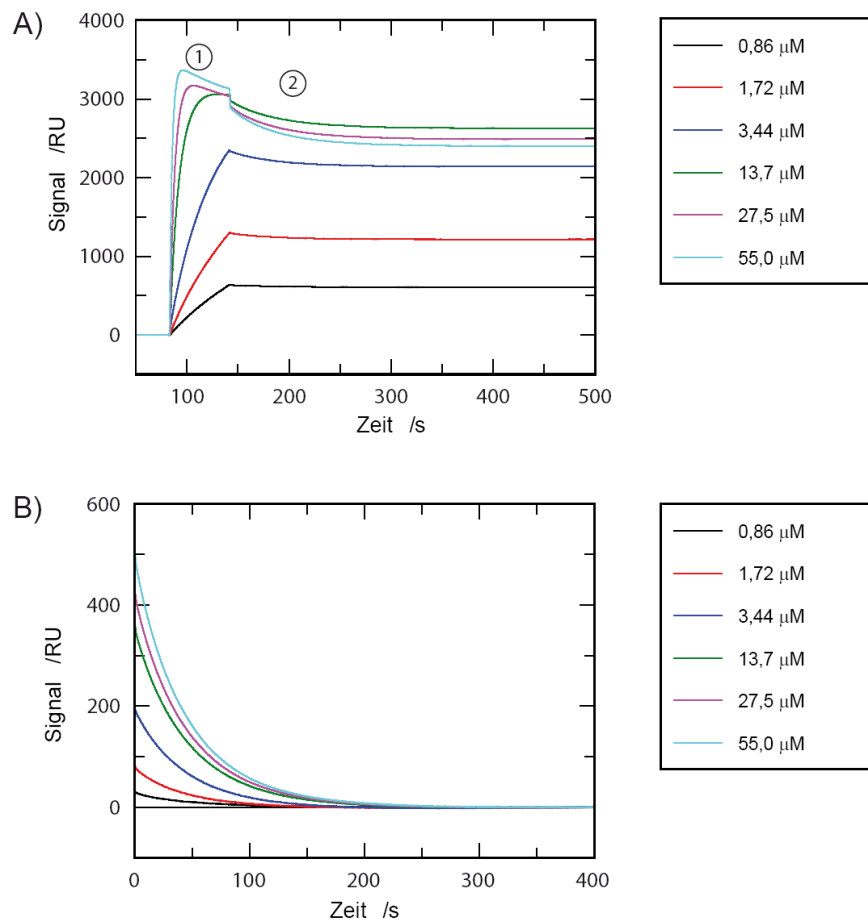 A)
4000
3000
2000
1000
0
Signal /RU
1
2
100
200
300
400
500
Zeit /s
0,86 µM
1,72 µM
3,44 µM
13,7 µM
27,5 µM
55,0 µM
B)
600
400
200
0
Signal /RU
0
100
200
300
400
Zeit /s
0,86 µM
1,72 µM
3,44 µM
13,7 µM
27,5 µM
55,0 µM